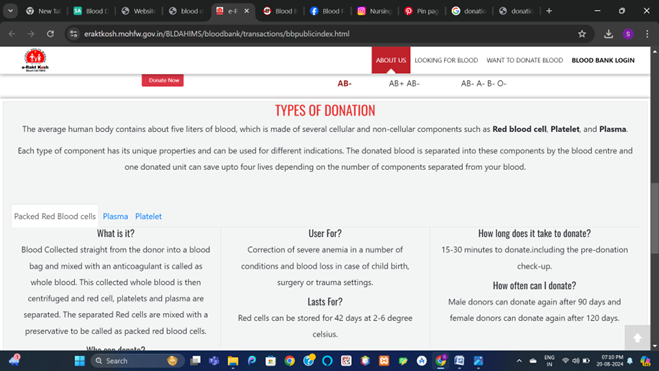 New tab
Blood D
Website
blood d
e-R
Blood B
Blood F
Nursing
Pin pag
donatio
donatio
eraktkosh.mohfw.gov.in/BLDAHIMS/bloodbank/transactions/bbpublicindex.html
S
e-Rakt Kosh
ABOUT US LOOKING FOR BLOOD WANT TO DONATE BLOOD BLOOD BANK LOGIN
Donate Now
AB- AB+ AB- AB- A- B- O-
TYPES OF DONATION
The average human body contains about five liters of blood, which is made of several cellular and non-cellular components such as Red blood cell, Platelet, and Plasma.
Each type of component has its unique properties and can be used for different indications. The donated blood is separated into these components by the blood centre and
one donated unit can save upto four lives depending on the number of components separated from your blood.
Packed Red Blood cells Plasma Platelet
What is it?
Blood Collected straight from the donor into a blood
bag and mixed with an anticoagulant is called as
whole blood. This collected whole blood is then
centrifuged and red cell, platelets and plasma are
separated. The separated Red cells are mixed with a
preservative to be called as packed red blood cells.
Who can donate?
User For?
Correction of severe anemia in a number of
conditions and blood loss in case of child birth,
surgery or trauma settings.
Lasts For?
Red cells can be stored for 42 days at 2-6 degree
celsius.
How long does it take to donate?
15-30 minutes to donate.including the pre-donation
check-up.
How often can I donate?
Male donors can donate again after 90 days and
female donors can donate again after 120 days.
Search
ENG
IN
07:10 PM
20-08-2024